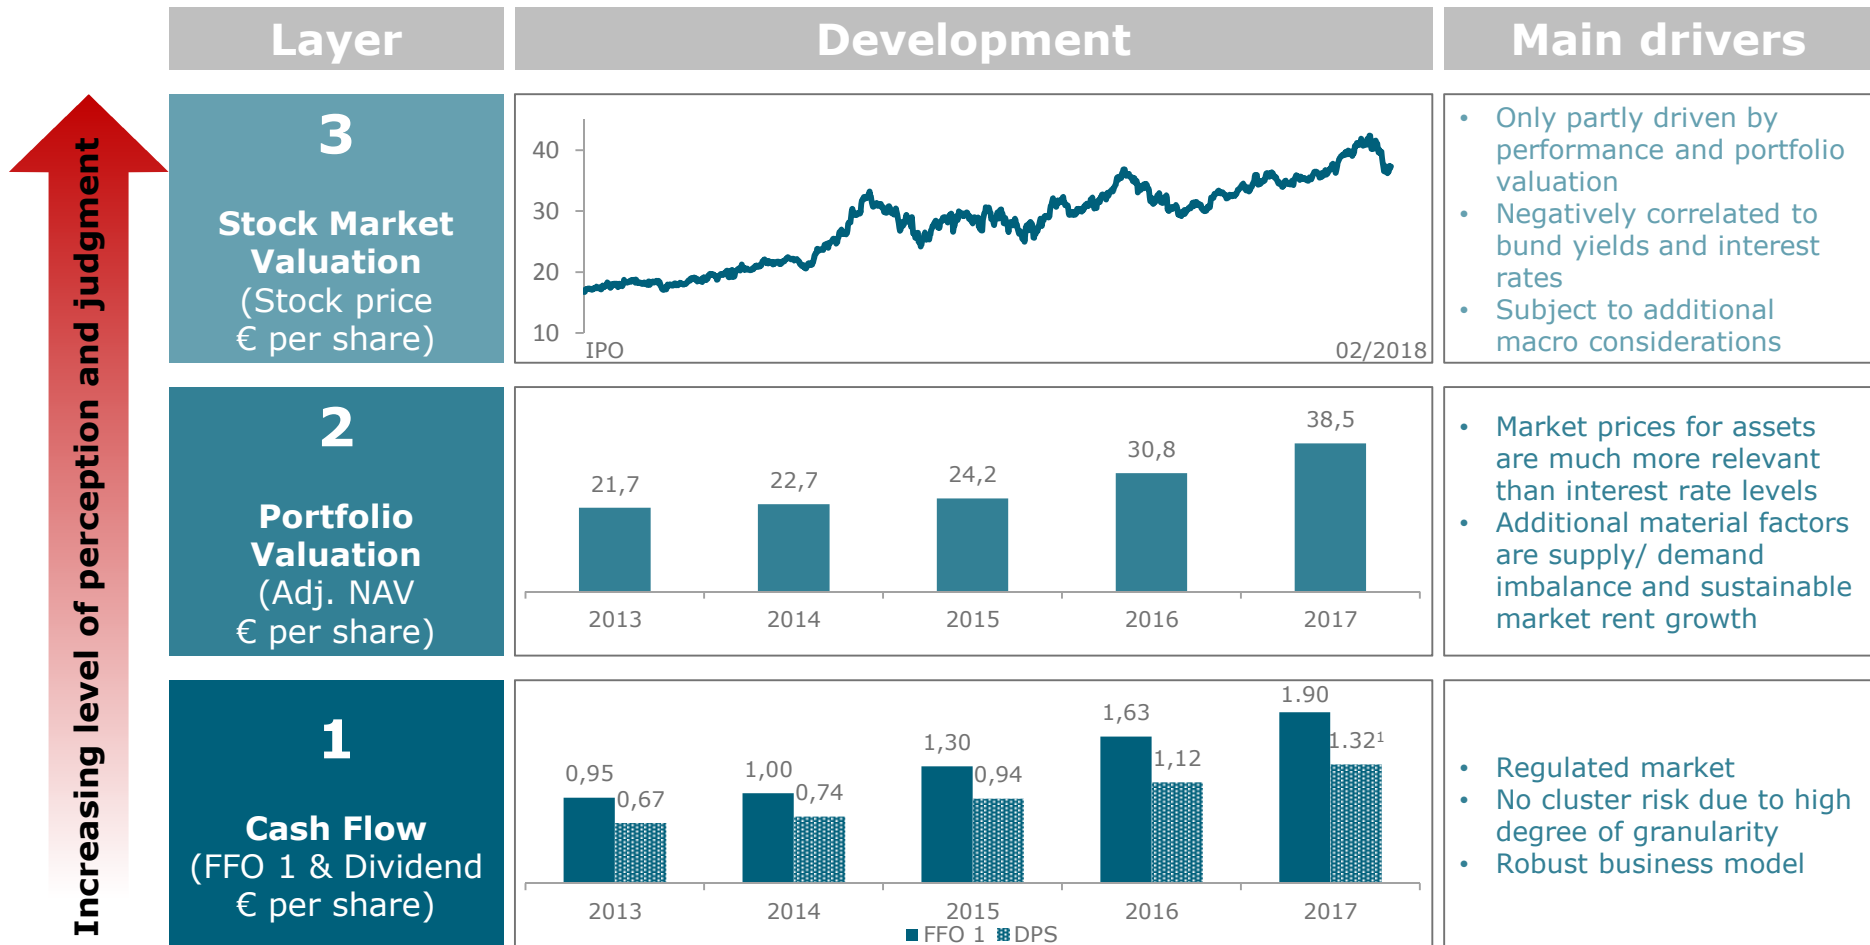 Layer
Development
Main drivers
Increasing level of perception and judgment
3
Stock Market
Valuation
(Stock price
€ per share)
40
30
20
10
IPO
02/2018
• Only partly driven by
performance and portfolio
valuation
• Negatively correlated to
bund yields and interest
rates
• Subject to additional
macro considerations
2
Portfolio
Valuation
(Adj. NAV
€ per share)
21,7
22,7
24,2
30,8
38,5
2013
2014
2015
2016
2017
• Market prices for assets
are much more relevant
than interest rate levels
• Additional material factors
are supply/ demand
imbalance and sustainable
market rent growth
1
Cash Flow
(FFO 1 & Dividend
€ per share)
0,95
0,67
1,00
0,74
1,30
0,94
1,63
1,12
1.90
1.32¹
2013
2014
2015
2016
2017
FFO 1
DPS
• Regulated market
• No cluster risk due to high
degree of granularity
• Robust business model